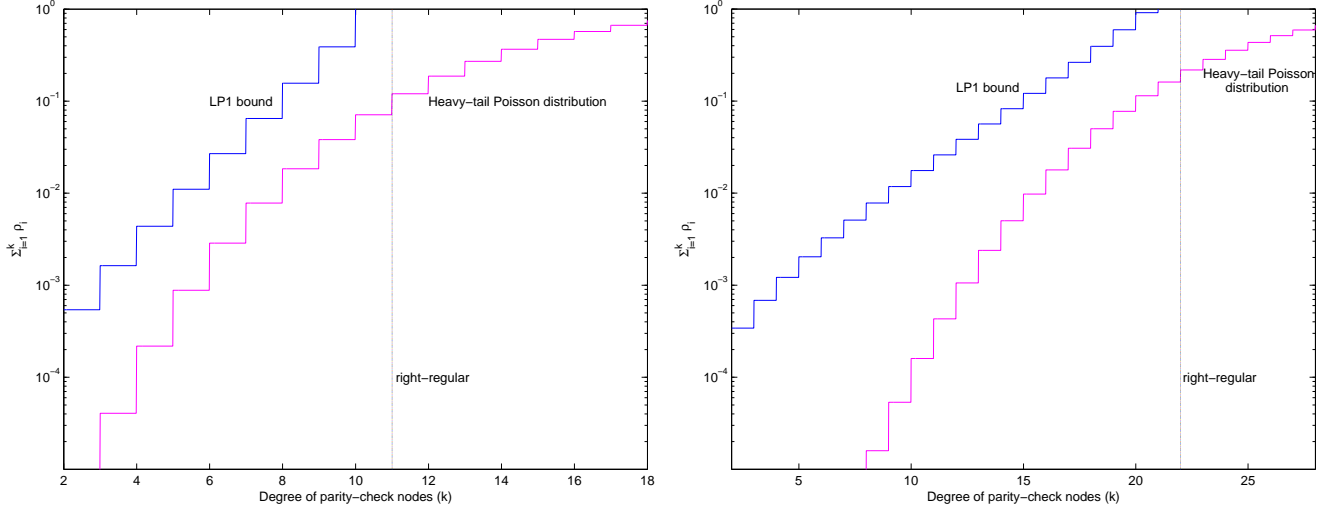 10^0
10^{-1}
10^{-2}
10^{-3}
10^{-4}
Σ_{i=1}^k ρ_i
LP1 bound
Heavy−tail Poisson distribution
right−regular
2 4 6 8 10 12 14 16 18
Degree of parity−check nodes (k)
10^0
10^{-1}
10^{-2}
10^{-3}
10^{-4}
Σ_{i=1}^k ρ_i
LP1 bound
Heavy−tail Poisson
distribution
right−regular
5 10 15 20 25
Degree of parity−check nodes (k)